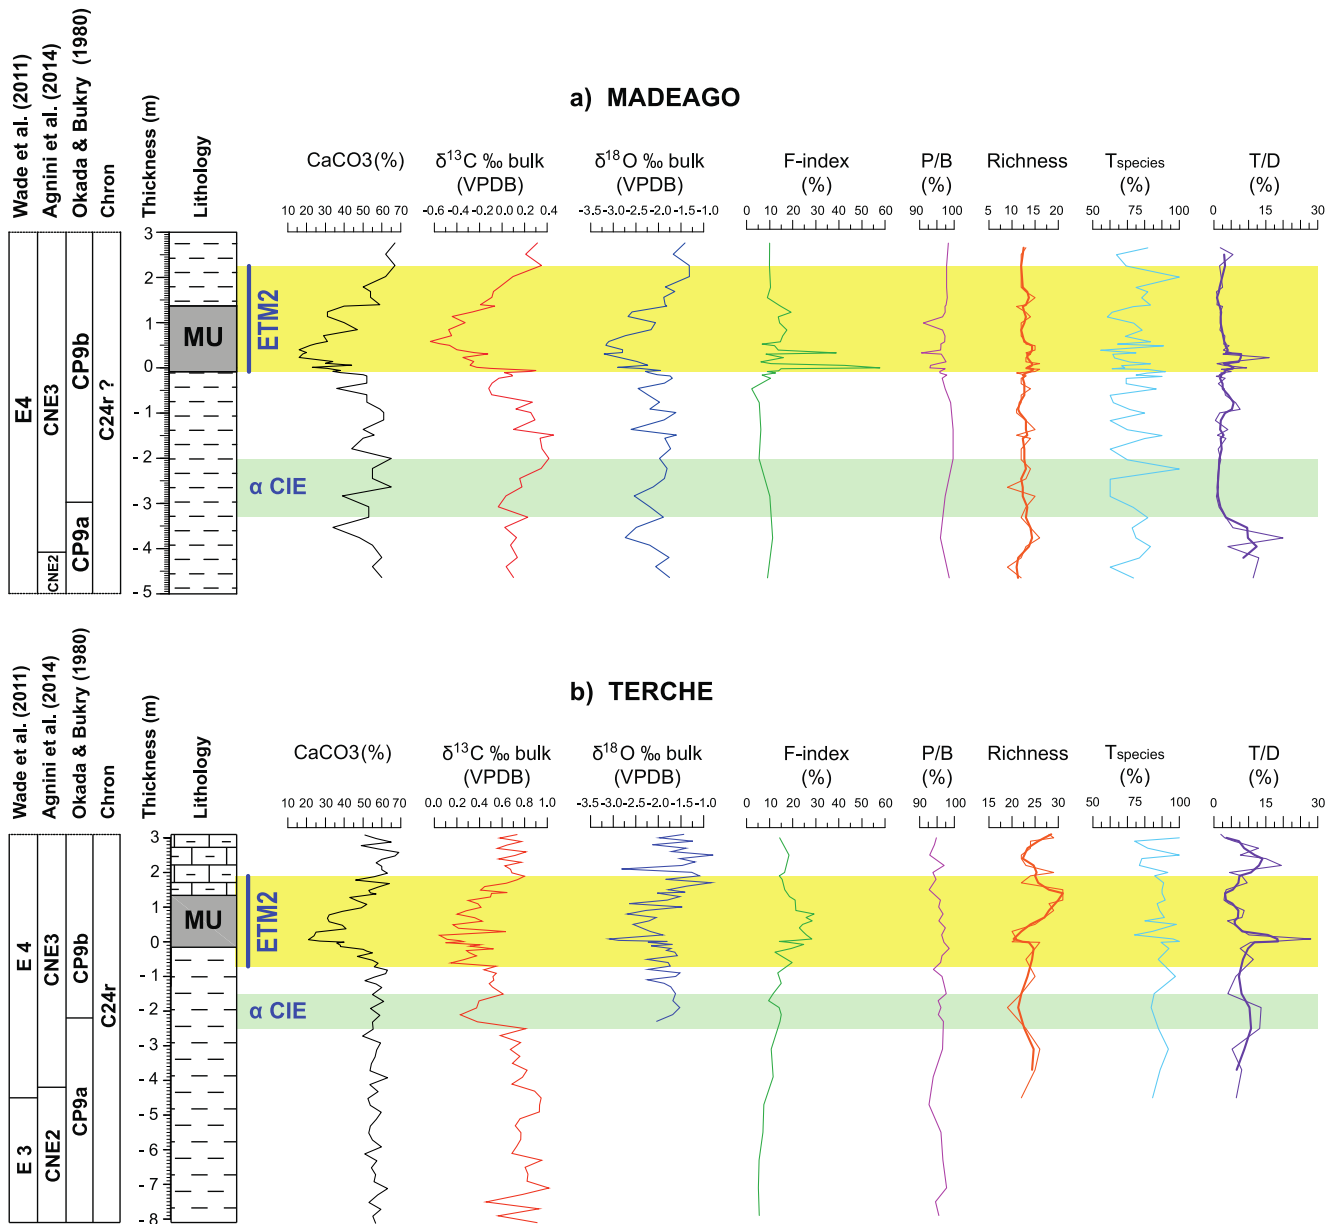 a) MADEAGO
Wade et al. (2011)
Agnini et al. (2014)
Okada & Bukry (1980)
Chron
Thickness (m)
Lithology
CaCO3(%)
δ13C ‰ bulk
(VPDB)
δ18O ‰ bulk
(VPDB)
F-index
(%)
P/B
(%)
Richness
Tspecies
(%)
T/D
(%)
10 20 30 40 50 60 70
-0.6 -0.4 -0.2 0.0 0.2 0.4
-3.5 -3.0 -2.5 -2.0 -1.5 -1.0
0 10 20 30 40 50 60
90 100
5 10 15 20
50 75 100
0 15 30
3
2
1
0
- 1
- 2
- 3
- 4
- 5
E4
CNE3
CNE2
CP9b
CP9a
C24r ?
MU
ETM2
α CIE
b) TERCHE
Wade et al. (2011)
Agnini et al. (2014)
Okada & Bukry (1980)
Chron
Thickness (m)
Lithology
CaCO3(%)
δ13C ‰ bulk
(VPDB)
δ18O ‰ bulk
(VPDB)
F-index
(%)
P/B
(%)
Richness
Tspecies
(%)
T/D
(%)
10 20 30 40 50 60 70
0.0 0.2 0.4 0.6 0.8 1.0
-3.5 -3.0 -2.5 -2.0 -1.5 -1.0
0 10 20 30 40 50 60
90 100
15 20 25 30
50 75 100
0 15 30
3
2
1
0
- 1
- 2
- 3
- 4
- 5
- 6
- 7
- 8
E 4
E 3
CNE3
CNE2
CP9b
CP9a
C24r
MU
ETM2
α CIE